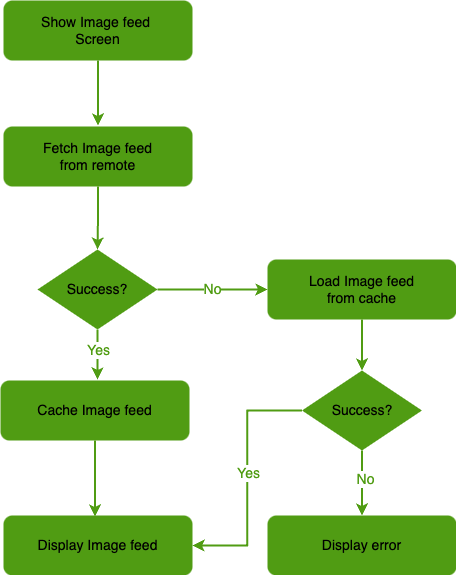 Show Image feed
Screen
Fetch Image feed
from remote
Success?
No
Load Image feed
from cache
Yes
Cache Image feed
Success?
Yes
No
Display Image feed
Display error